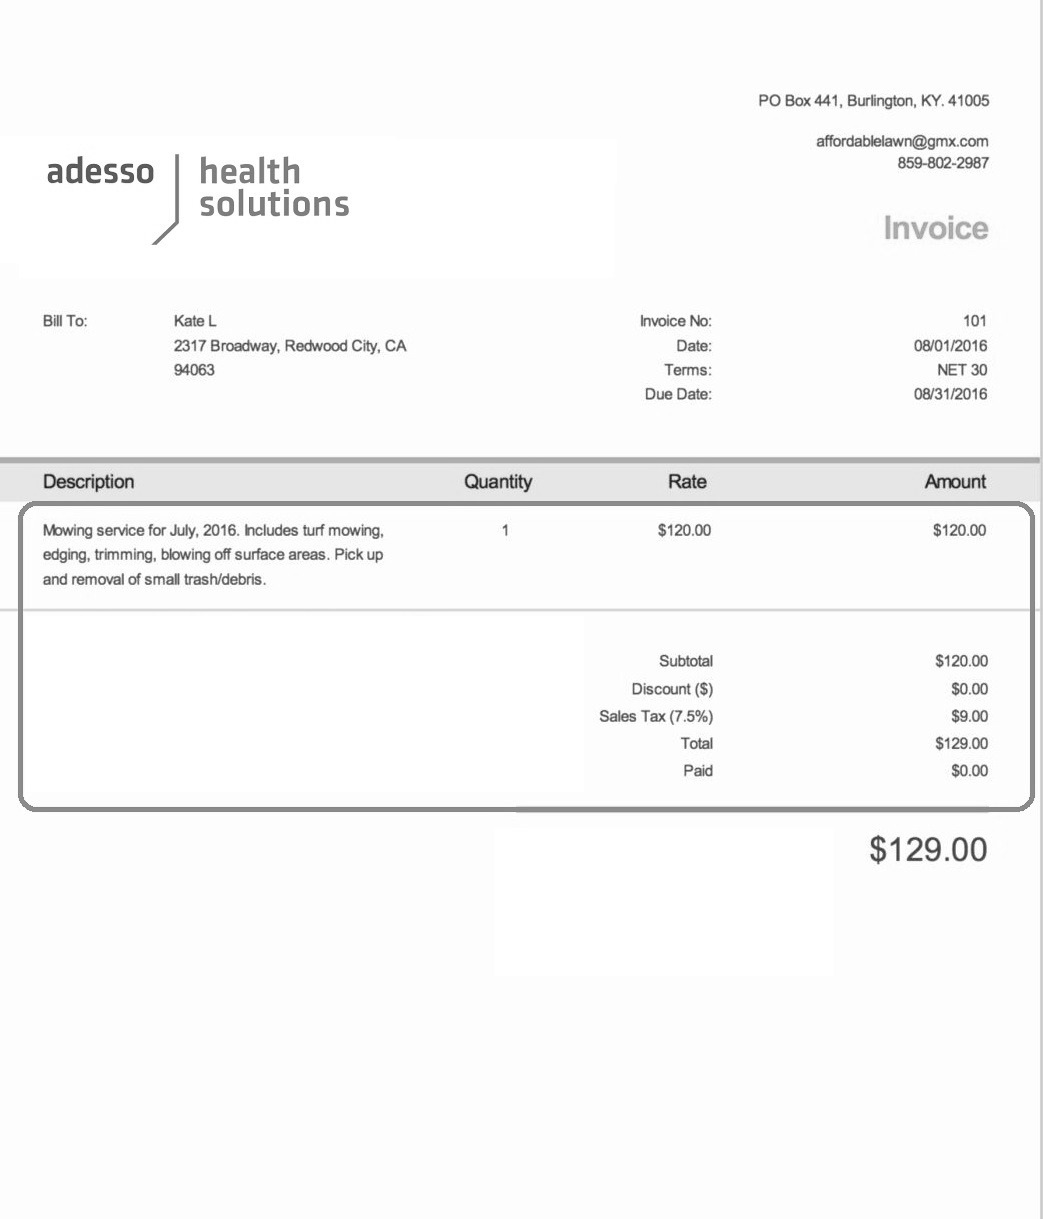 PO Box 441, Burlington, KY. 41005
affordablelawn@gmx.com
859-802-2987
adesso health
solutions
Invoice
Bill To: Kate L Invoice No: 101
2317 Broadway, Redwood City, CA Date: 08/01/2016
94063 Terms: NET 30
Due Date: 08/31/2016
Description Quantity Rate Amount
Mowing service for July, 2016. Includes turf mowing, 1 $120.00 $120.00
edging, trimming, blowing off surface areas. Pick up
and removal of small trash/debris.
Subtotal $120.00
Discount ($) $0.00
Sales Tax (7.5%) $9.00
Total $129.00
Paid $0.00
$129.00